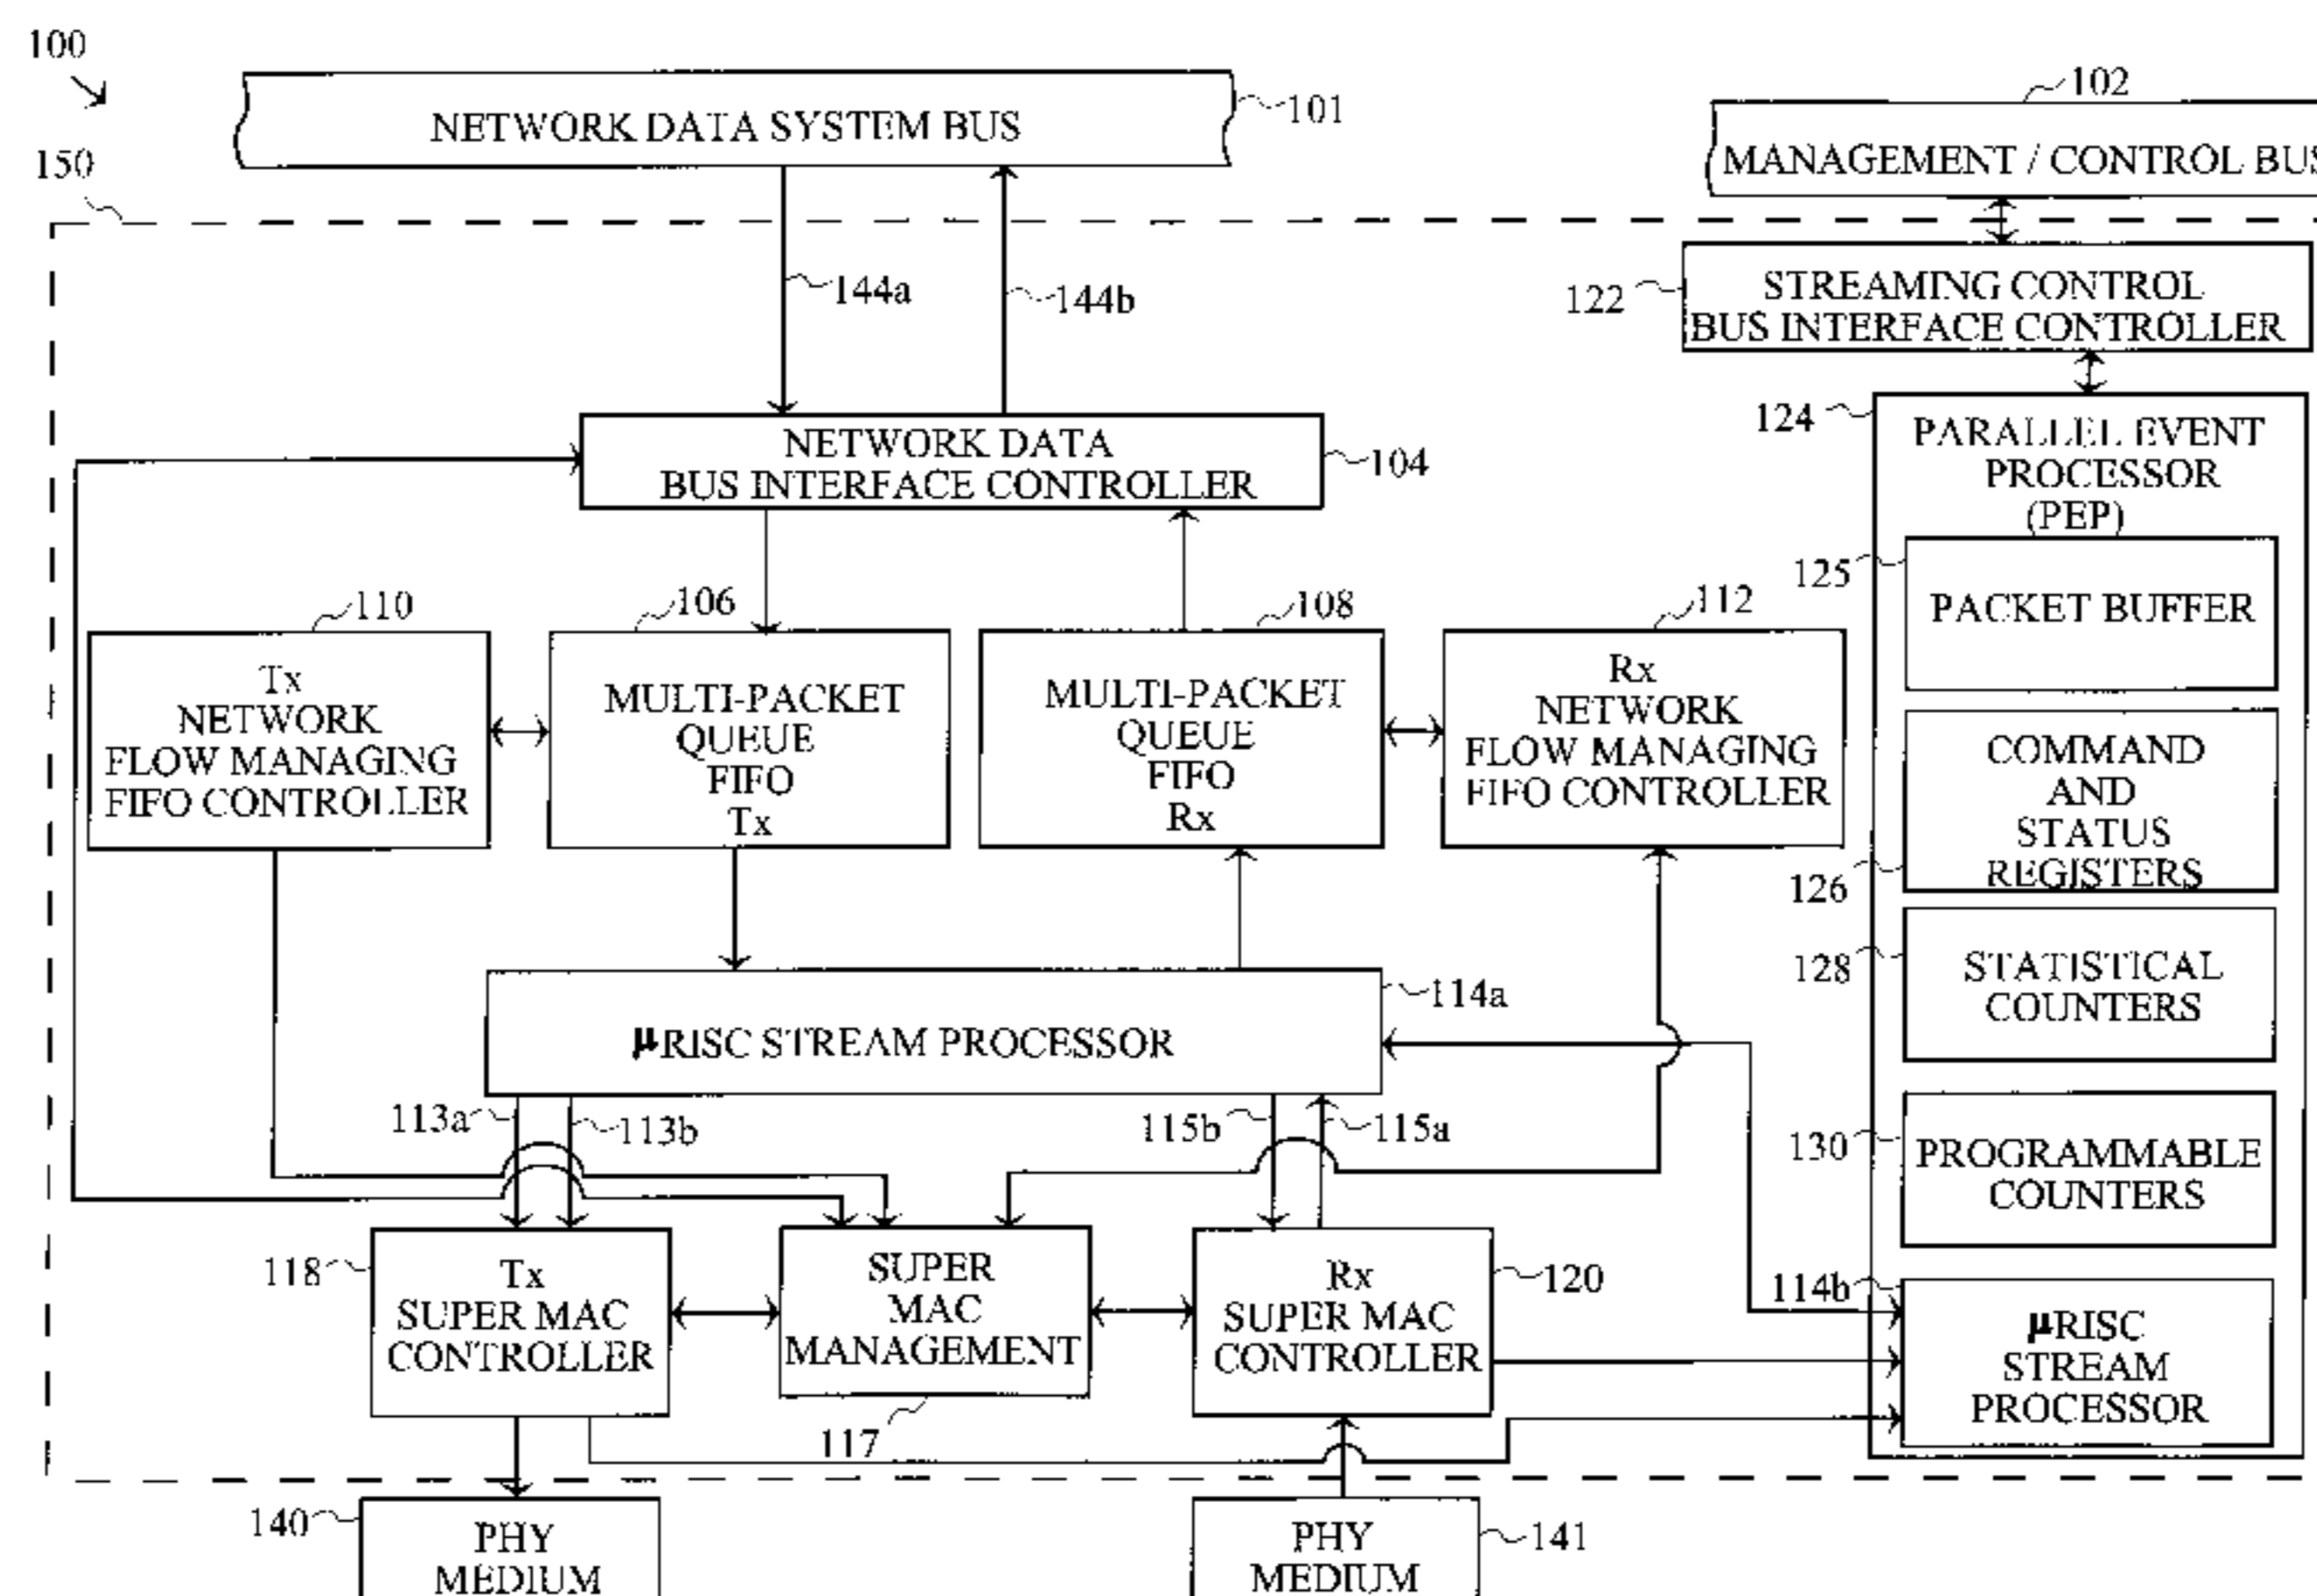 100
NETWORK DATA SYSTEM BUS
101
102
MANAGEMENT / CONTROL BUS
150
144a
144b
122
STREAMING CONTROL
BUS INTERFACE CONTROLLER
NETWORK DATA
BUS INTERFACE CONTROLLER
104
124
PARALLEL EVENT
PROCESSOR
(PEP)
125
PACKET BUFFER
110
Tx
NETWORK
FLOW MANAGING
FIFO CONTROLLER
106
MULTI-PACKET
QUEUE
FIFO
Tx
108
MULTI-PACKET
QUEUE
FIFO
Rx
112
Rx
NETWORK
FLOW MANAGING
FIFO CONTROLLER
COMMAND
AND
STATUS
REGISTERS
126
128
STATISTICAL
COUNTERS
μRISC STREAM PROCESSOR
114a
113a
113b
115b
115a
130
PROGRAMMABLE
COUNTERS
118
Tx
SUPER MAC
CONTROLLER
SUPER
MAC
MANAGEMENT
117
Rx
SUPER MAC
CONTROLLER
120
114b
μRISC
STREAM
PROCESSOR
140
PHY
MEDIUM
PHY
MEDIUM
141